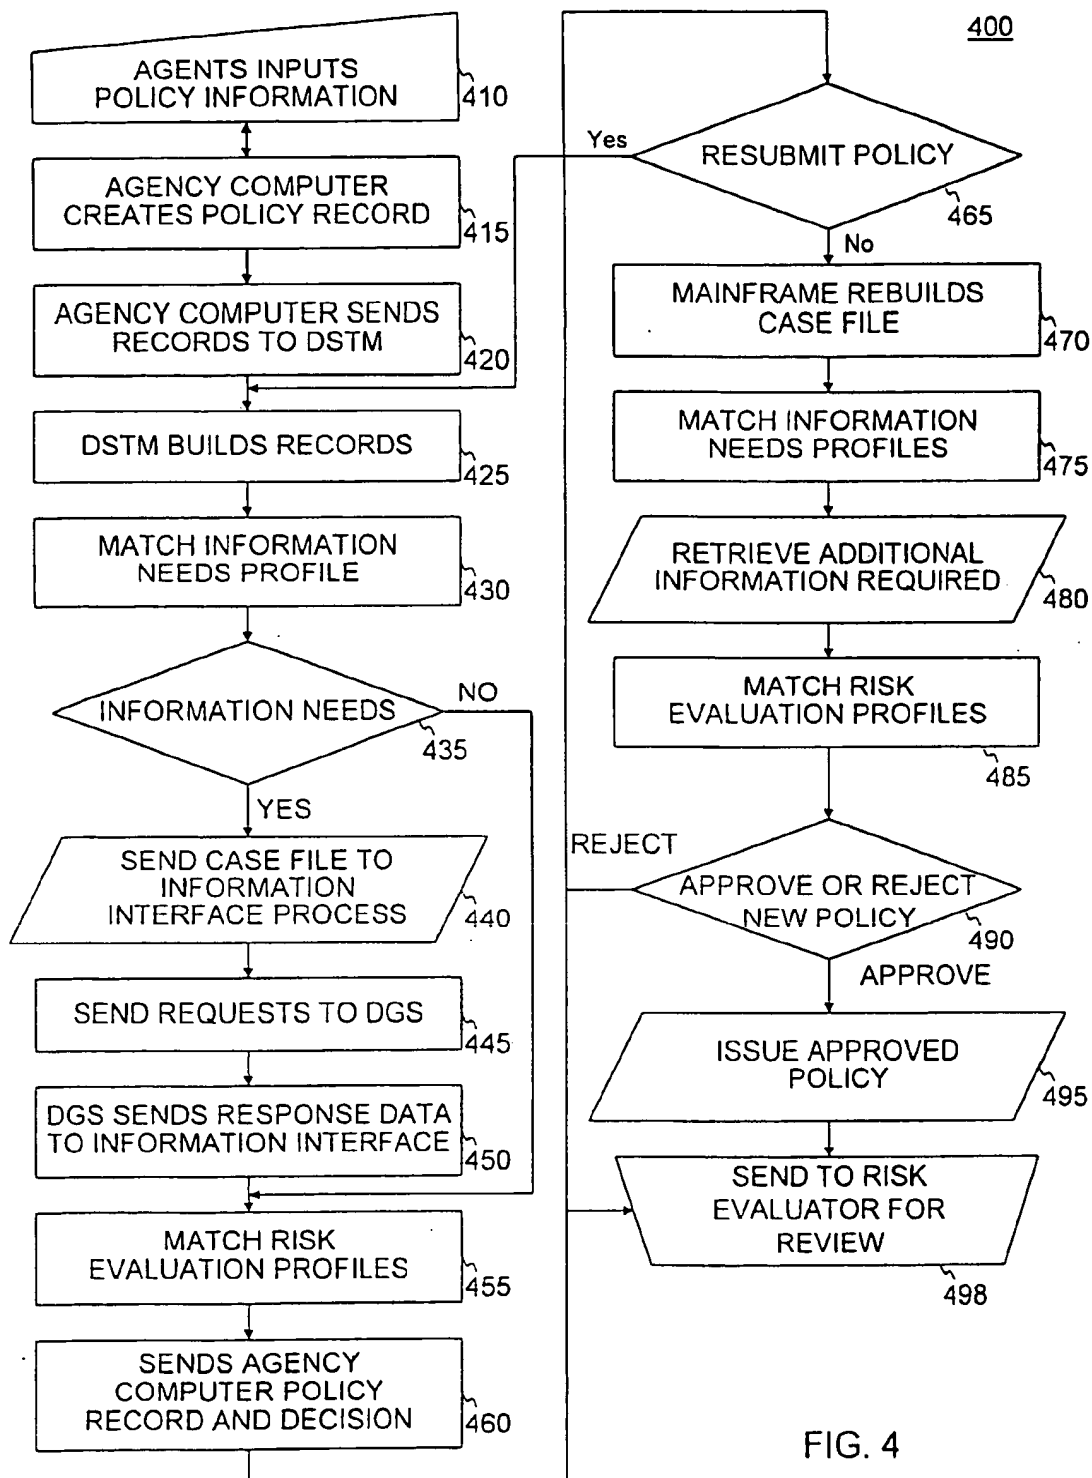 400
AGENTS INPUTS
POLICY INFORMATION
410
AGENCY COMPUTER
CREATES POLICY RECORD
415
AGENCY COMPUTER SENDS
RECORDS TO DSTM
420
DSTM BUILDS RECORDS
425
MATCH INFORMATION
NEEDS PROFILE
430
INFORMATION NEEDS
435
NO
YES
SEND CASE FILE TO
INFORMATION
INTERFACE PROCESS
440
SEND REQUESTS TO DGS
445
DGS SENDS RESPONSE DATA
TO INFORMATION INTERFACE
450
MATCH RISK
EVALUATION PROFILES
455
SENDS AGENCY
COMPUTER POLICY
RECORD AND DECISION
460
Yes
RESUBMIT POLICY
465
No
MAINFRAME REBUILDS
CASE FILE
470
MATCH INFORMATION
NEEDS PROFILES
475
RETRIEVE ADDITIONAL
INFORMATION REQUIRED
480
MATCH RISK
EVALUATION PROFILES
485
REJECT
APPROVE OR REJECT
NEW POLICY
490
APPROVE
ISSUE APPROVED
POLICY
495
SEND TO RISK
EVALUATOR FOR
REVIEW
498
FIG. 4